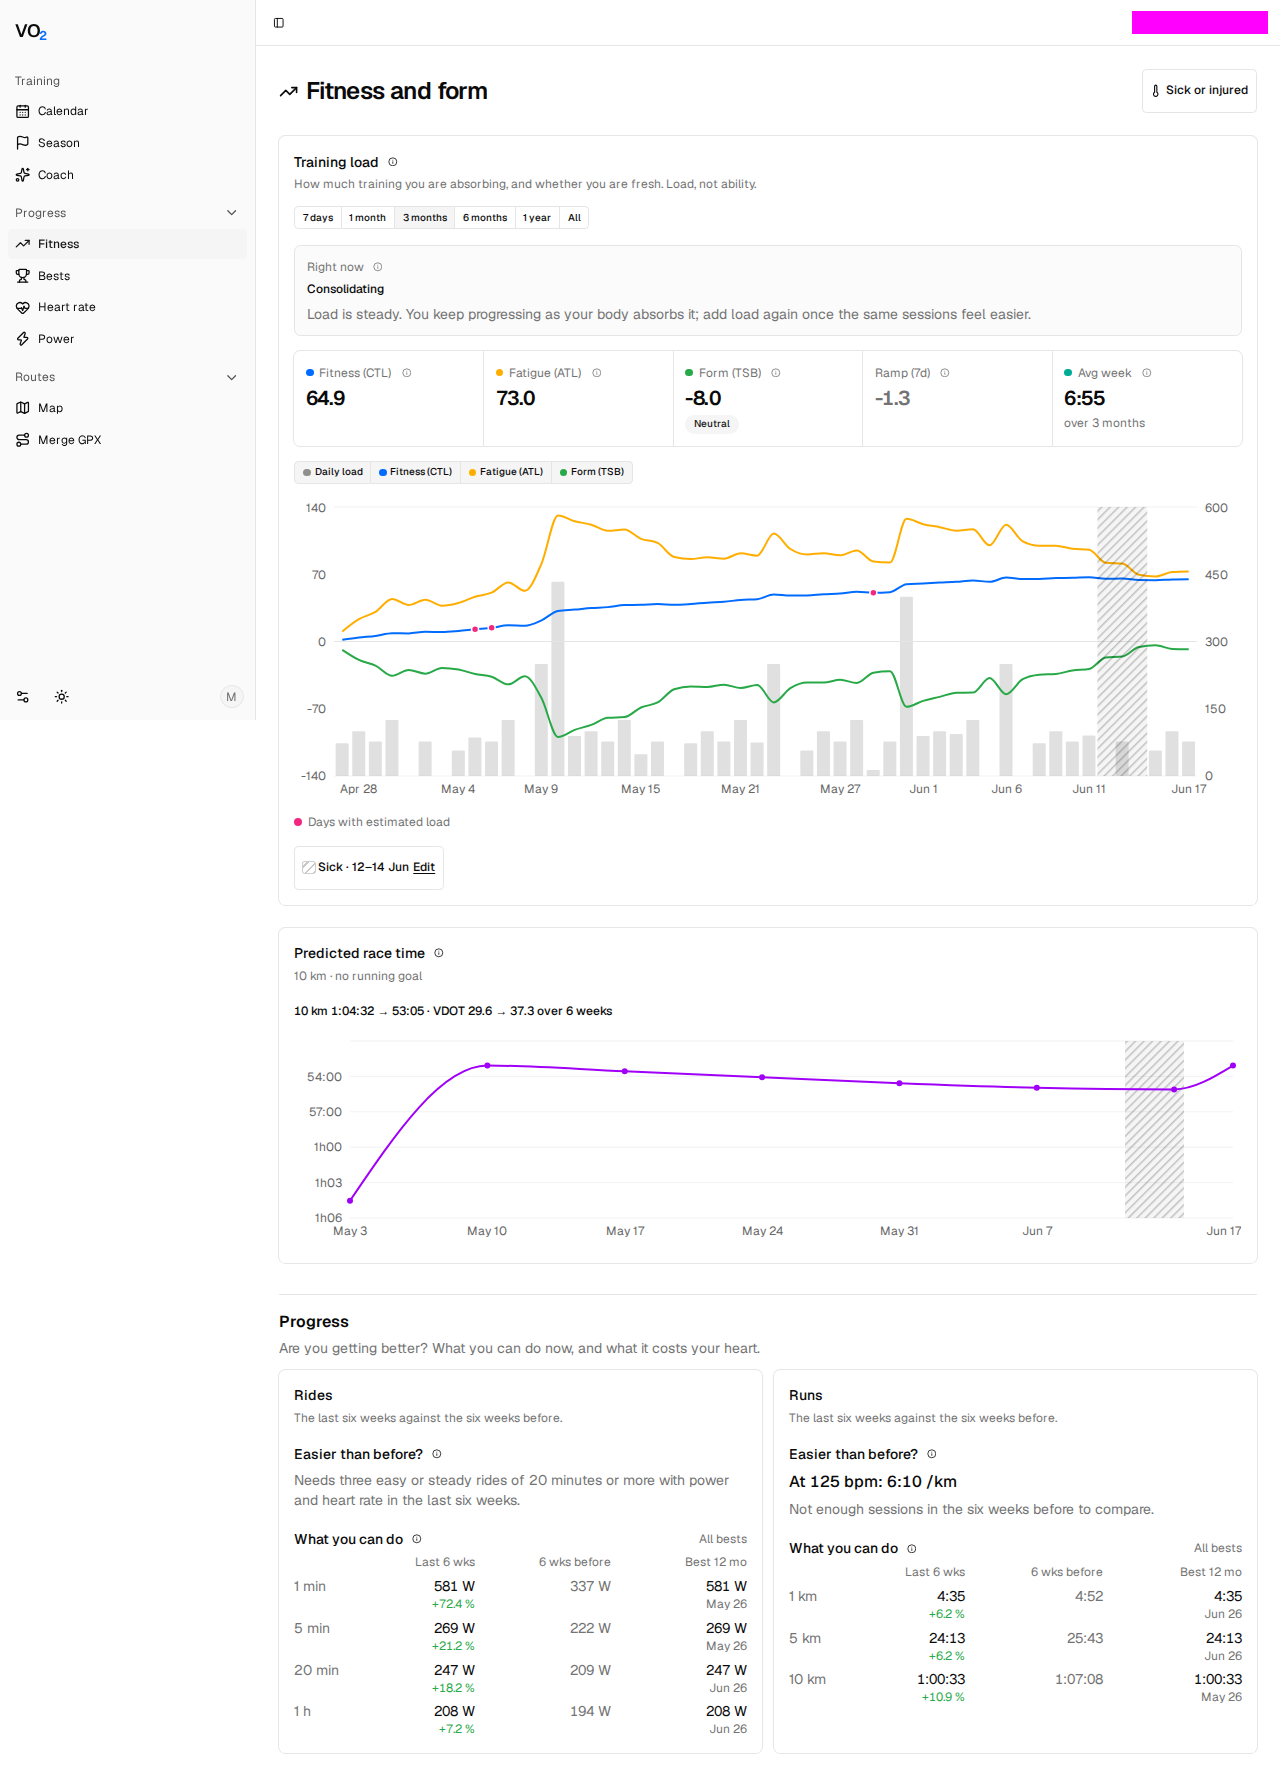 VO2
Training
Calendar
Season
Coach
Progress
Fitness
Bests
Heart rate
Power
Routes
Map
Merge GPX
M
Fitness and form
Sick or injured
Training load
How much training you are absorbing, and whether you are fresh. Load, not ability.
7 days 1 month 3 months 6 months 1 year All
Right now
Consolidating
Load is steady. You keep progressing as your body absorbs it; add load again once the same sessions feel easier.
Fitness (CTL) Fatigue (ATL) Form (TSB) Ramp (7d) Avg week
64.9 73.0 -8.0 -1.3 6:55
Neutral over 3 months
Daily load Fitness (CTL) Fatigue (ATL) Form (TSB)
140 600
70 450
0 300
-70 150
-140 0
Apr 28 May 4 May 9 May 15 May 21 May 27 Jun 1 Jun 6 Jun 11 Jun 17
Days with estimated load
Sick · 12–14 Jun Edit
Predicted race time
10 km · no running goal
10 km 1:04:32 → 53:05 · VDOT 29.6 → 37.3 over 6 weeks
54:00
57:00
1h00
1h03
1h06
May 3 May 10 May 17 May 24 May 31 Jun 7 Jun 17
Progress
Are you getting better? What you can do now, and what it costs your heart.
Rides
The last six weeks against the six weeks before.
Easier than before?
Needs three easy or steady rides of 20 minutes or more with power
and heart rate in the last six weeks.
What you can do All bests
Last 6 wks 6 wks before Best 12 mo
1 min 581 W 337 W 581 W
+72.4 % May 26
5 min 269 W 222 W 269 W
+21.2 % May 26
20 min 247 W 209 W 247 W
+18.2 % Jun 26
1 h 208 W 194 W 208 W
+7.2 % Jun 26
Runs
The last six weeks against the six weeks before.
Easier than before?
At 125 bpm: 6:10 /km
Not enough sessions in the six weeks before to compare.
What you can do All bests
Last 6 wks 6 wks before Best 12 mo
1 km 4:35 4:52 4:35
+6.2 % Jun 26
5 km 24:13 25:43 24:13
+6.2 % Jun 26
10 km 1:00:33 1:07:08 1:00:33
+10.9 % May 26